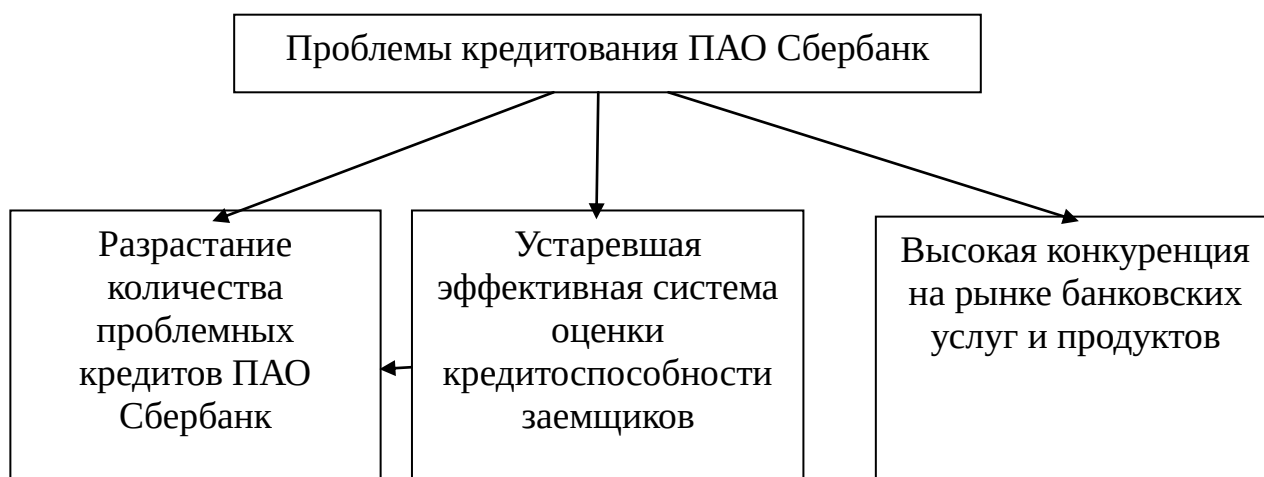 Проблемы кредитования ПАО Сбербанк
Разрастание
количества
проблемных
кредитов ПАО
Сбербанк
Устаревшая
эффективная система
оценки
кредитоспособности
заемщиков
Высокая конкуренция
на рынке банковских
услуг и продуктов